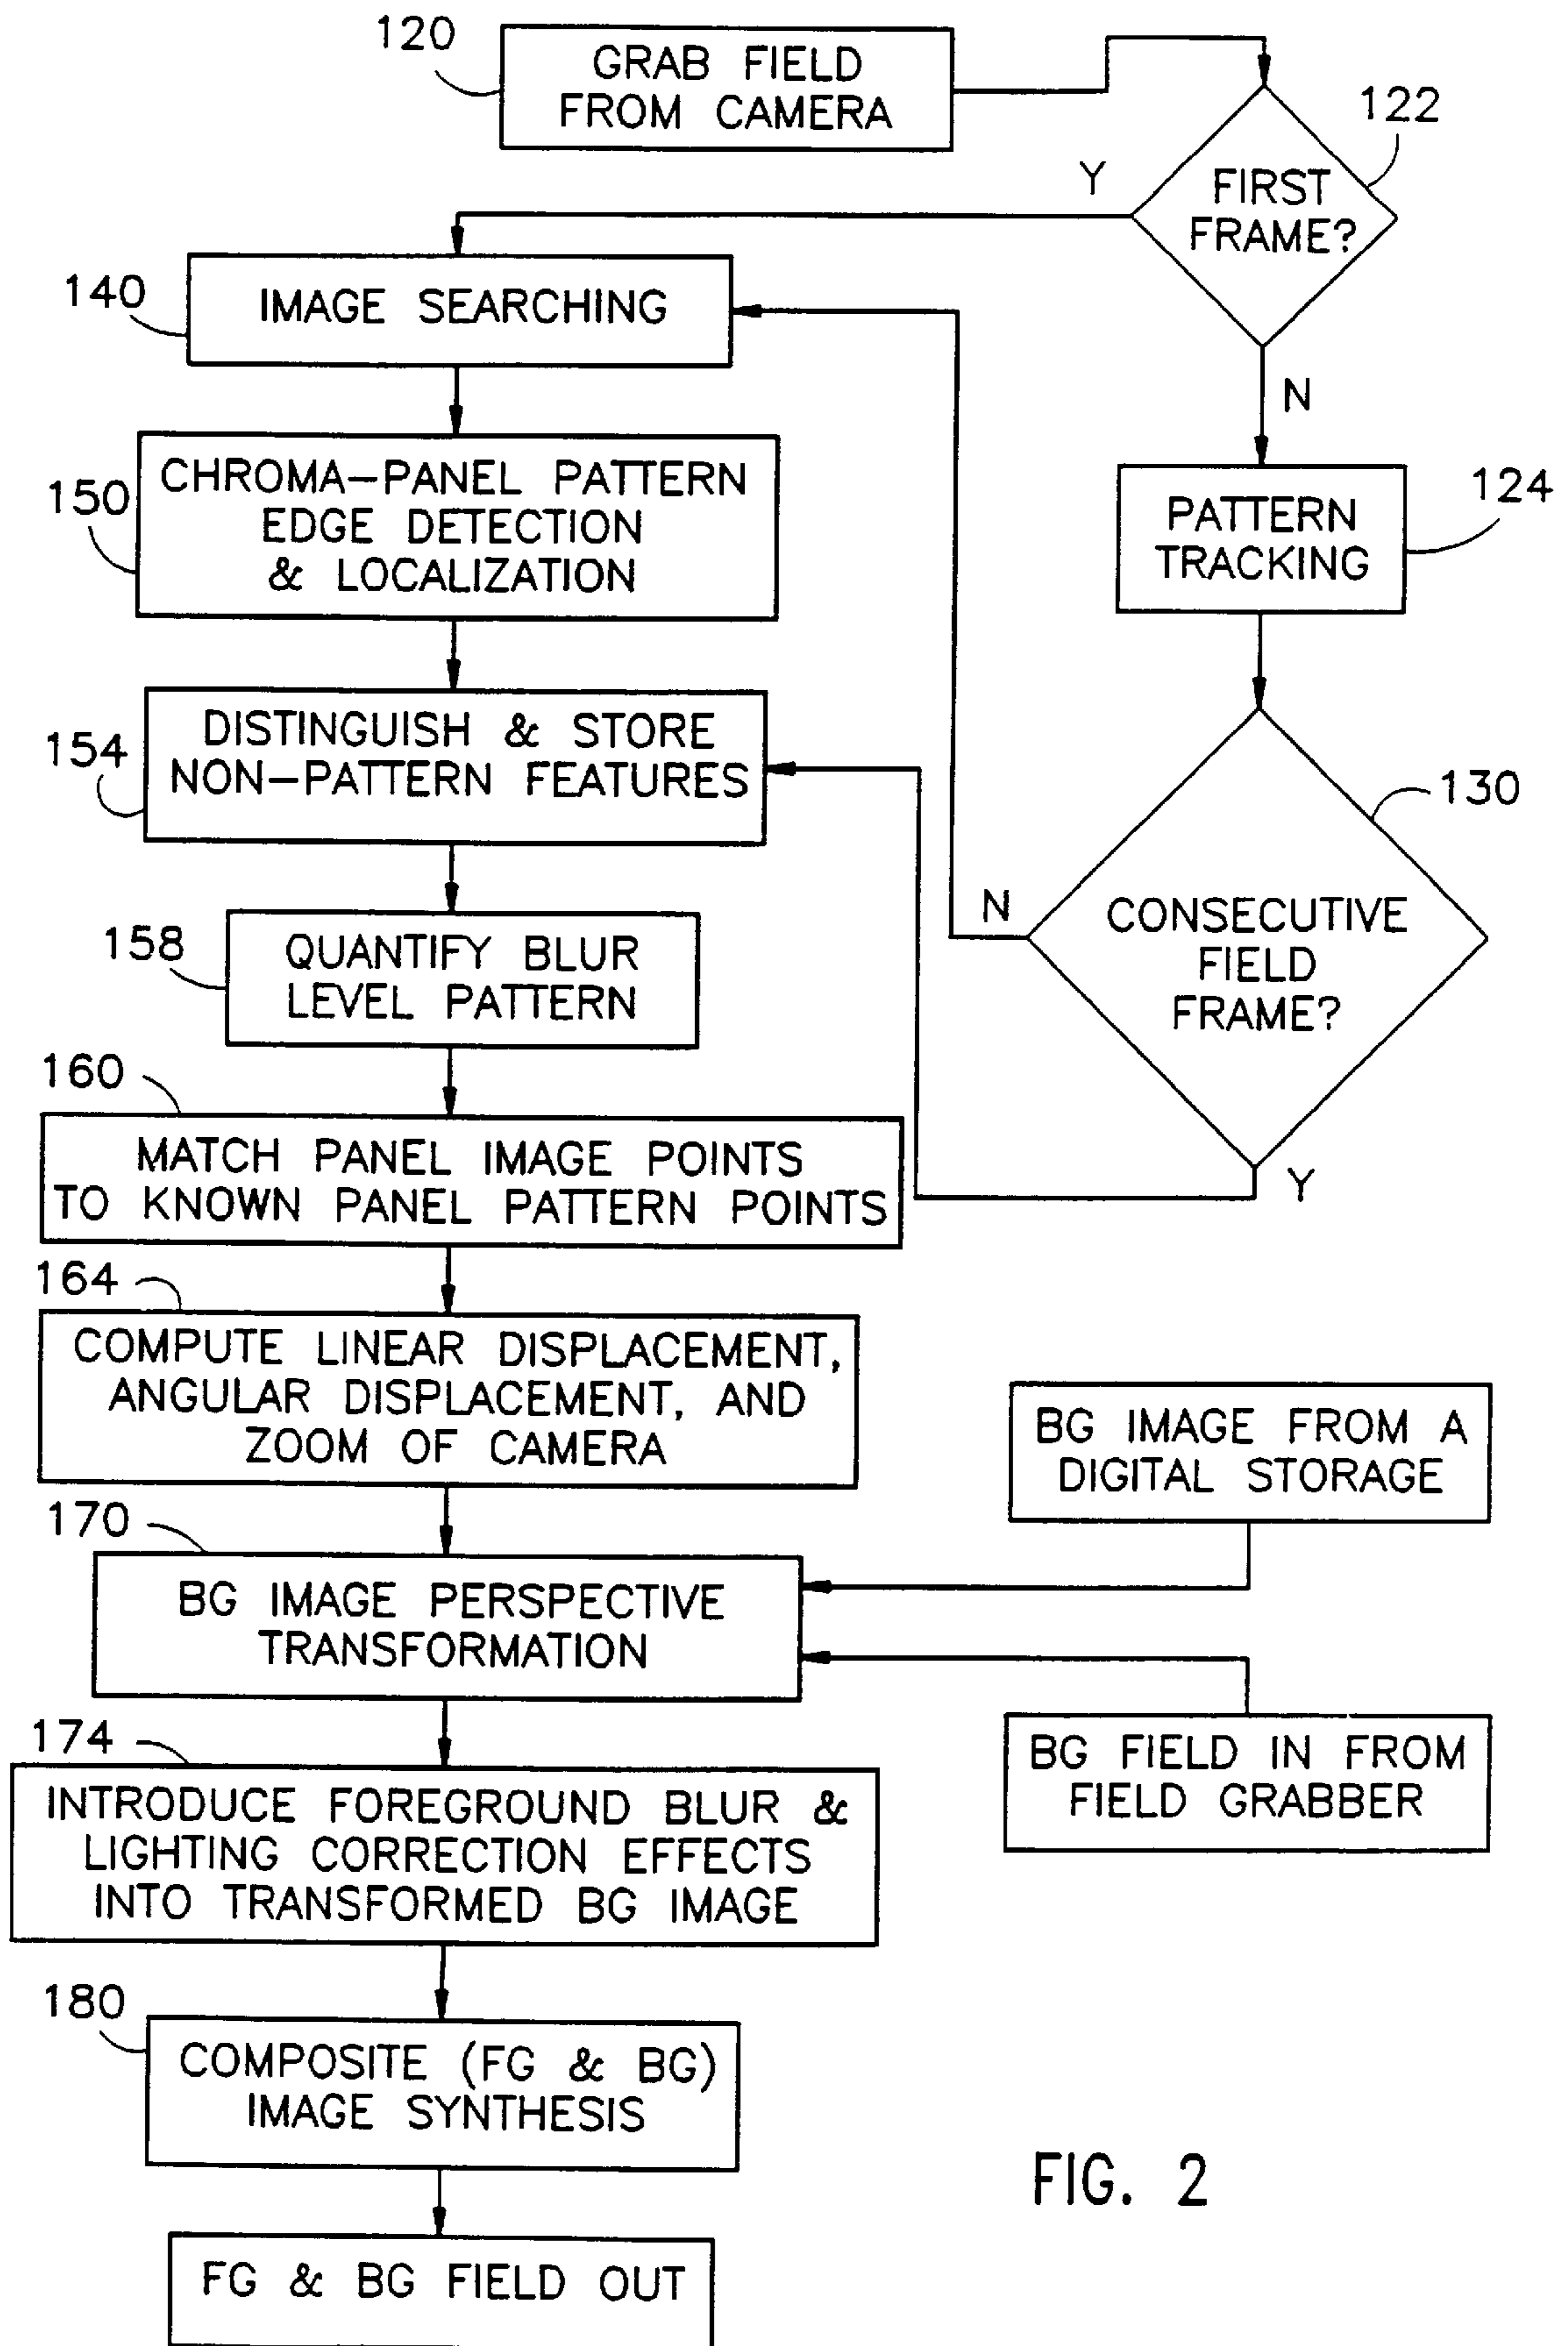 120
GRAB FIELD
FROM CAMERA
122
FIRST
FRAME?
Y
N
140
IMAGE SEARCHING
150
CHROMA-PANEL PATTERN
EDGE DETECTION
& LOCALIZATION
124
PATTERN
TRACKING
154
DISTINGUISH & STORE
NON-PATTERN FEATURES
130
CONSECUTIVE
FIELD
FRAME?
N
Y
158
QUANTIFY BLUR
LEVEL PATTERN
160
MATCH PANEL IMAGE POINTS
TO KNOWN PANEL PATTERN POINTS
164
COMPUTE LINEAR DISPLACEMENT,
ANGULAR DISPLACEMENT, AND
ZOOM OF CAMERA
BG IMAGE FROM A
DIGITAL STORAGE
170
BG IMAGE PERSPECTIVE
TRANSFORMATION
BG FIELD IN FROM
FIELD GRABBER
174
INTRODUCE FOREGROUND BLUR &
LIGHTING CORRECTION EFFECTS
INTO TRANSFORMED BG IMAGE
180
COMPOSITE (FG & BG)
IMAGE SYNTHESIS
FG & BG FIELD OUT
FIG. 2